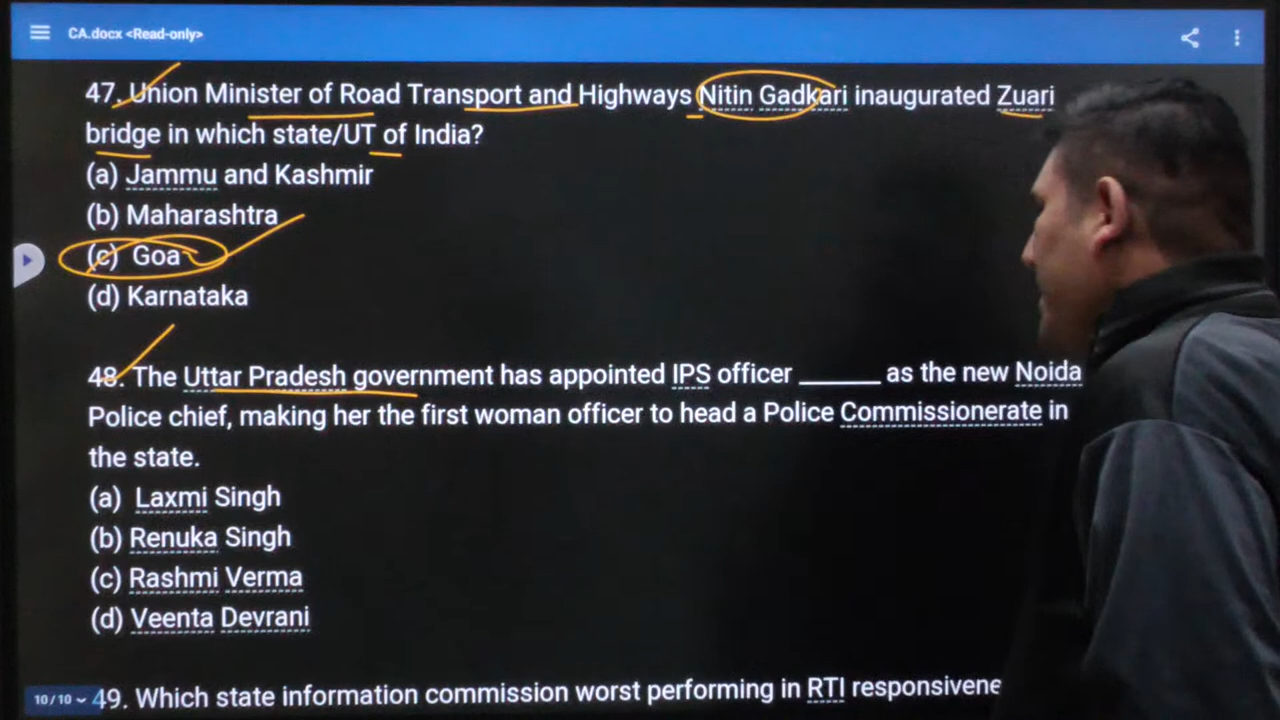 CA.docx <Read-only>
47. Union Minister of Road Transport and Highways Nitin Gadkari inaugurated Zuari
bridge in which state/UT of India?
(a) Jammu and Kashmir
(b) Maharashtra
(c) Goa
(d) Karnataka
48. The Uttar Pradesh government has appointed IPS officer ______ as the new Noida
Police chief, making her the first woman officer to head a Police Commissionerate in
the state.
(a) Laxmi Singh
(b) Renuka Singh
(c) Rashmi Verma
(d) Veenta Devrani
10/10
49. Which state information commission worst performing in RTI responsivene